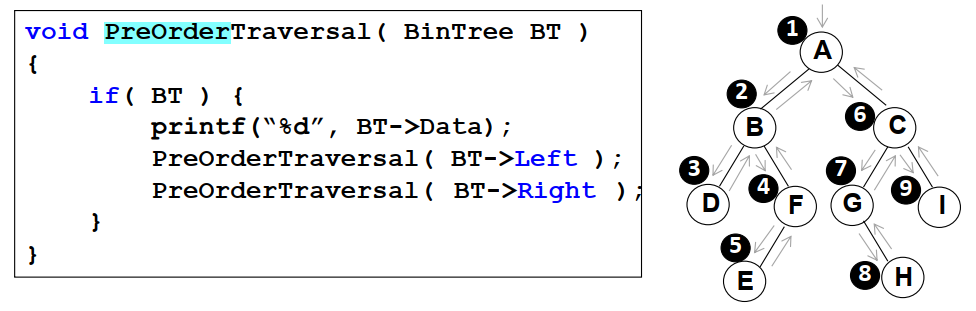 void PreOrderTraversal( BinTree BT )
{
if( BT ) {
printf(“%d”, BT->Data);
PreOrderTraversal( BT->Left );
PreOrderTraversal( BT->Right );
}
}
1
A
2
B
6
C
3
D
4
F
7
G
9
I
5
E
8
H